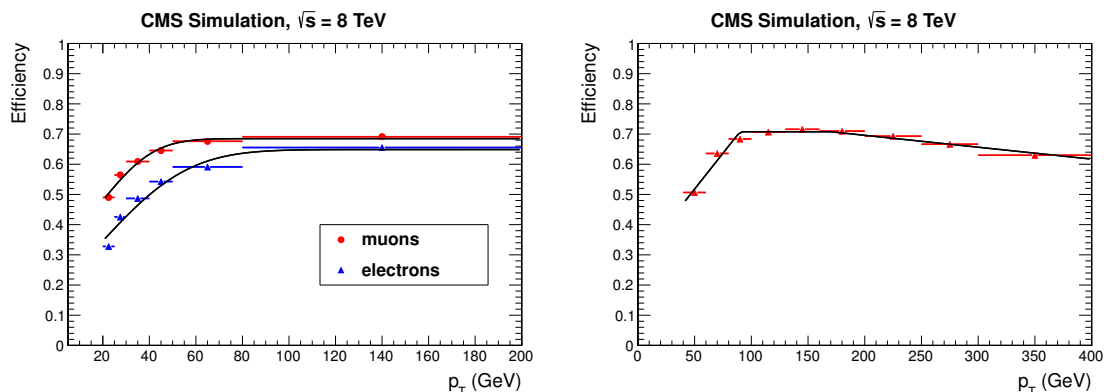 CMS Simulation, √s = 8 TeV
Efficiency
1
0.9
0.8
0.7
0.6
0.5
0.4
0.3
0.2
0.1
0
muons
electrons
20 40 60 80 100 120 140 160 180 200
p_T (GeV)
CMS Simulation, √s = 8 TeV
Efficiency
1
0.9
0.8
0.7
0.6
0.5
0.4
0.3
0.2
0.1
0
0 50 100 150 200 250 300 350 400
p_T (GeV)